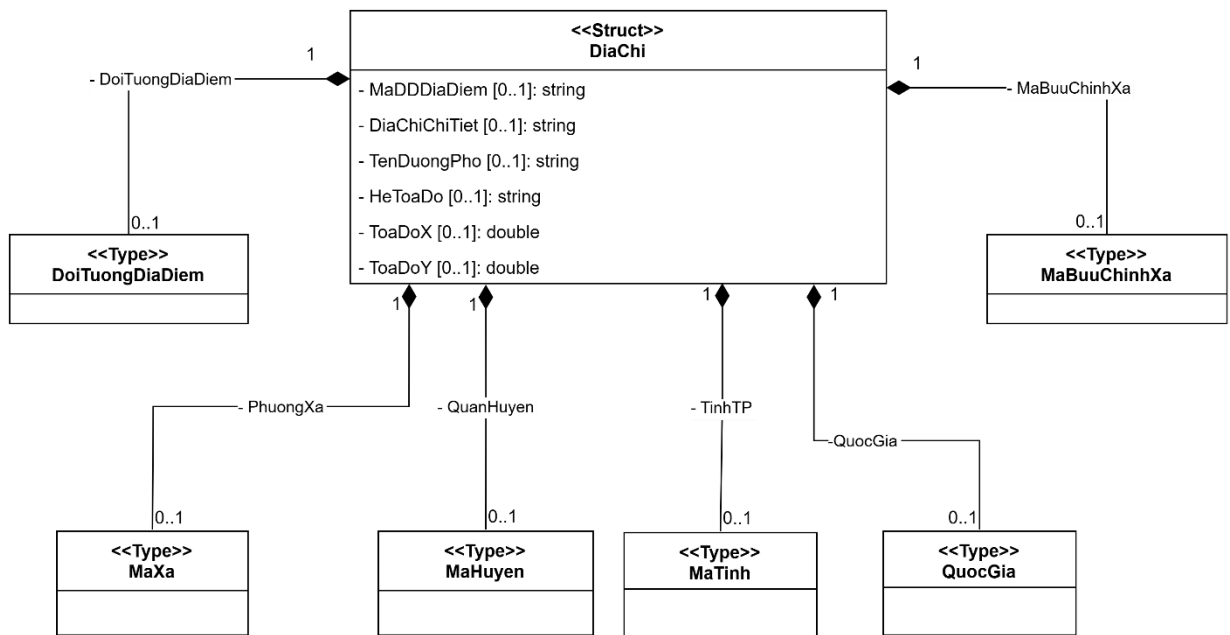 <<Struct>>
DiaChi
- MaDDDiaDiem [0..1]: string
- DiaChiChiTiet [0..1]: string
- TenDuongPho [0..1]: string
- HeToaDo [0..1]: string
- ToaDoX [0..1]: double
- ToaDoY [0..1]: double
1
- DoiTuongDiaDiem
0..1
<<Type>>
DoiTuongDiaDiem
1
- MaBuuChinhXa
0..1
<<Type>>
MaBuuChinhXa
1
- PhuongXa
0..1
<<Type>>
MaXa
1
- QuanHuyen
0..1
<<Type>>
MaHuyen
1
- TinhTP
0..1
<<Type>>
MaTinh
1
-QuocGia
0..1
<<Type>>
QuocGia